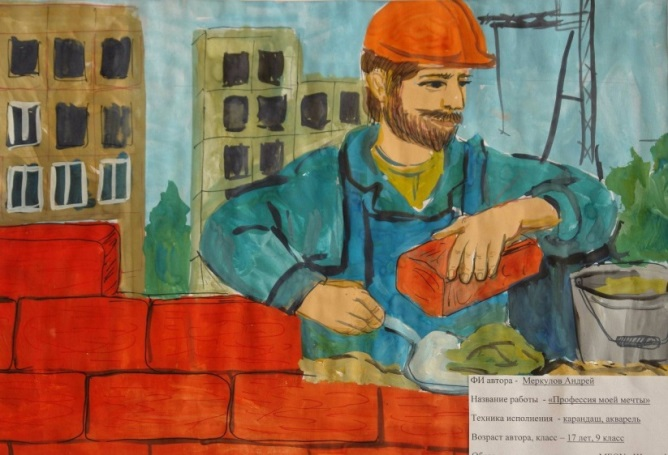 ФИ автора - Меркулов Андрей
Название работы - «Профессия моей мечты»
Техника исполнения - карандаш, акварель
Возраст автора, класс – 17 лет, 9 класс